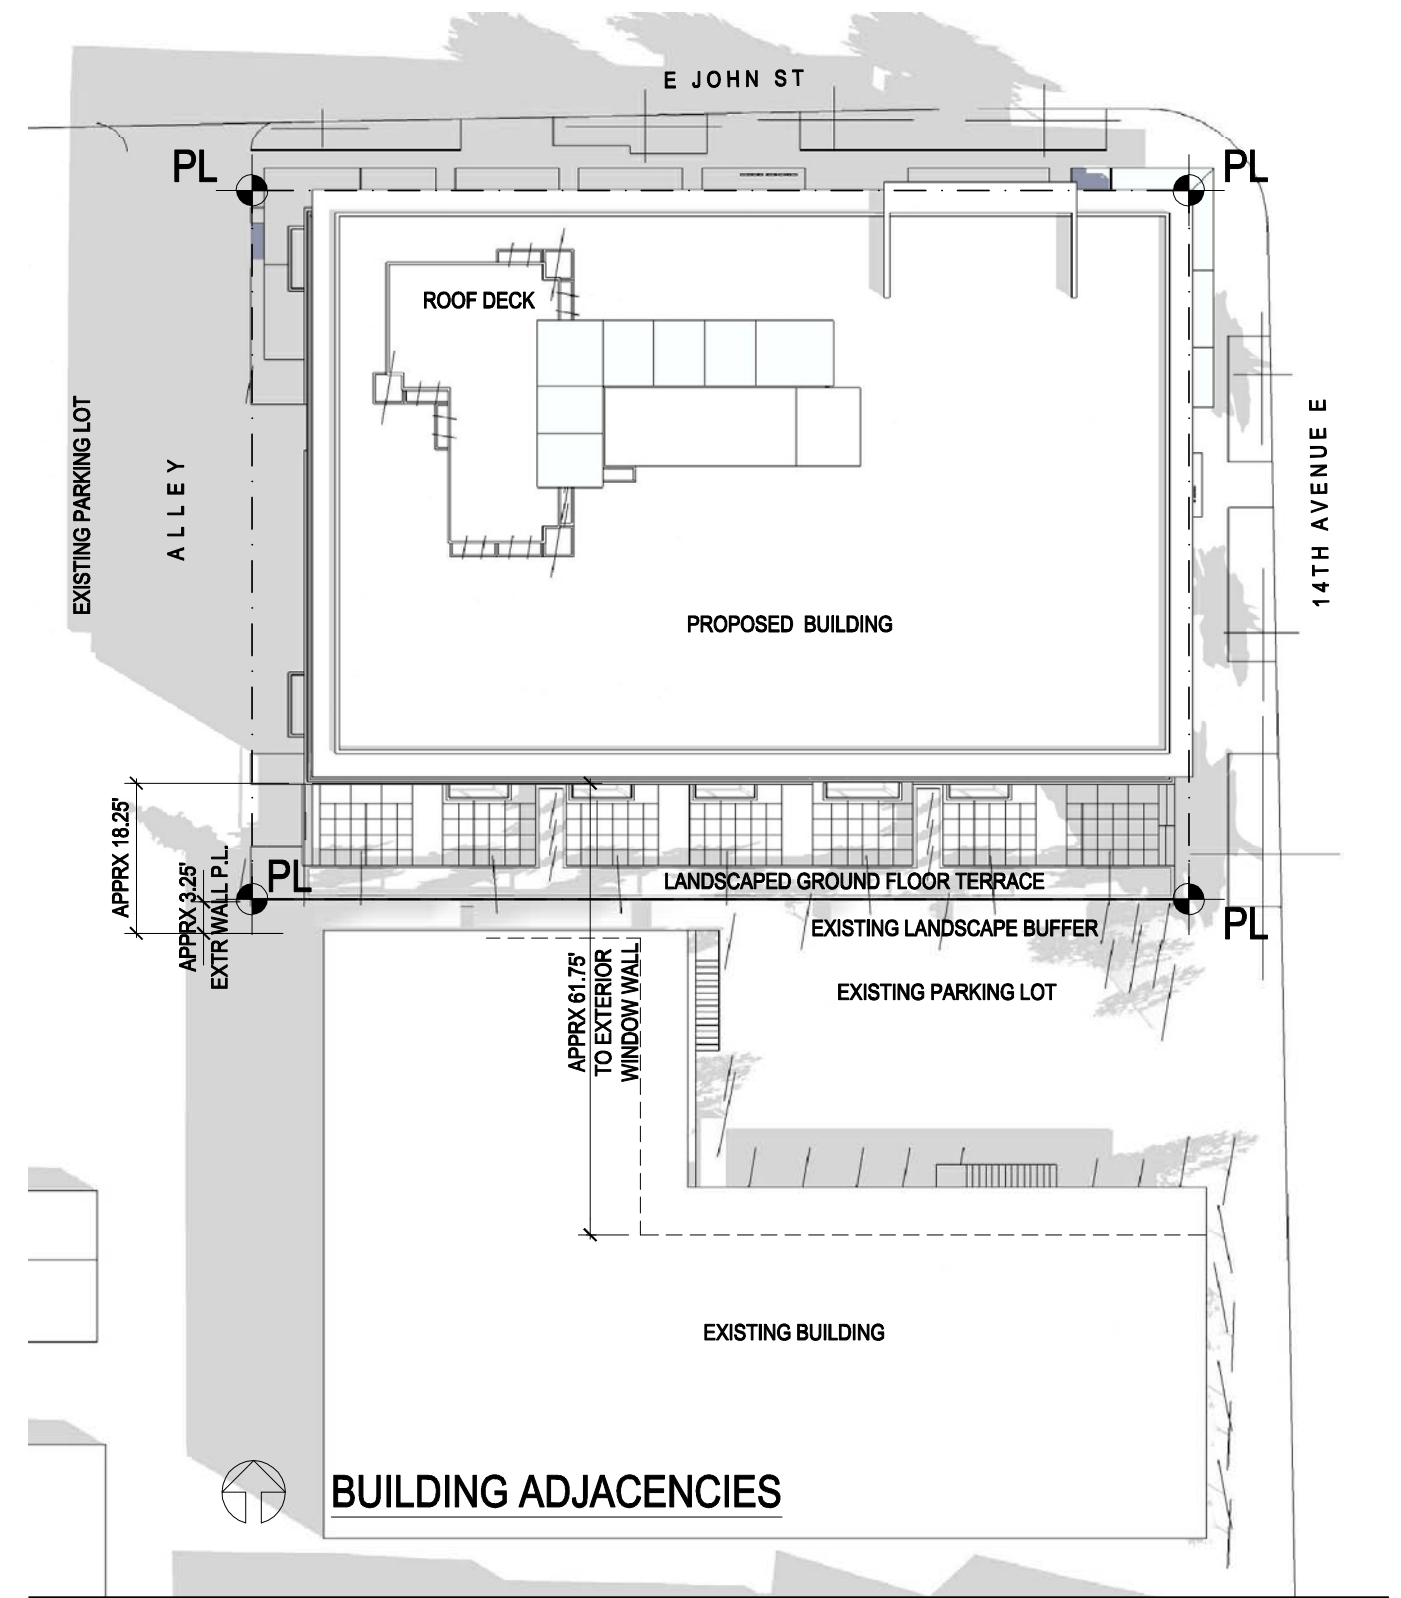 E JOHN ST
PL
PL
ROOF DECK
EXISTING PARKING LOT
ALLEY
14TH AVENUE E
PROPOSED BUILDING
APPRX 18.25'
APPRX 3.25'
EXTR WALL P.L.
PL
LANDSCAPED GROUND FLOOR TERRACE
PL
EXISTING LANDSCAPE BUFFER
EXISTING PARKING LOT
APPRX 61.75'
TO EXTERIOR
WINDOW WALL
EXISTING BUILDING
BUILDING ADJACENCIES